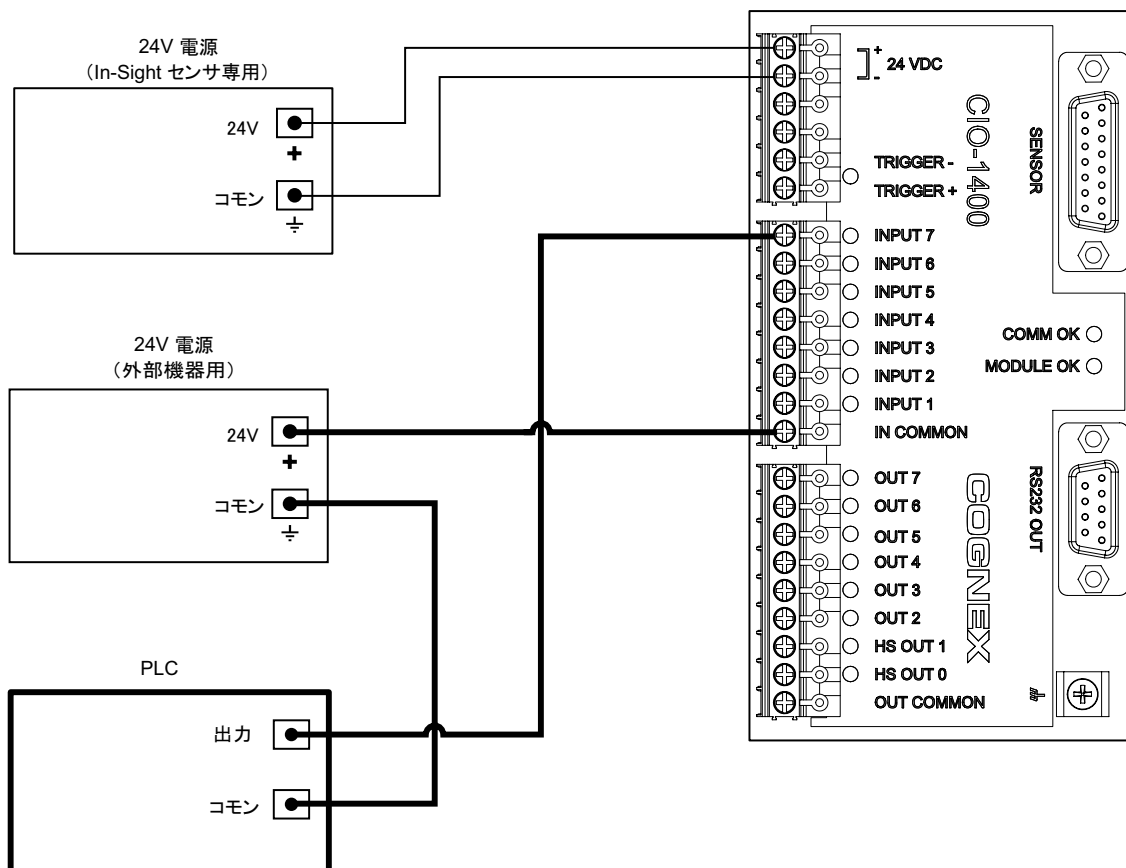 24V 電源
（In-Sight センサ専用）
24V
+
コモン
24V 電源
（外部機器用）
24V
+
コモン
PLC
出力
コモン
+
24 VDC
-
TRIGGER -
TRIGGER +
CIO-1400
SENSOR
INPUT 7
INPUT 6
INPUT 5
INPUT 4
INPUT 3
INPUT 2
INPUT 1
IN COMMON
COMM OK
MODULE OK
OUT 7
OUT 6
OUT 5
OUT 4
OUT 3
OUT 2
HS OUT 1
HS OUT 0
OUT COMMON
COGNEX
RS232 OUT